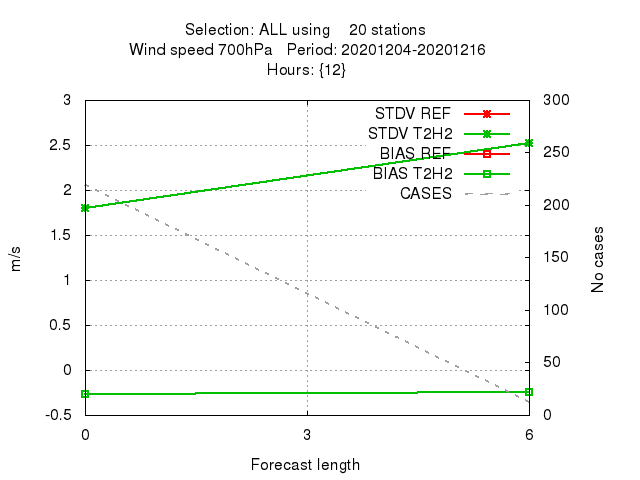 Selection: ALL using    20 stations
Wind speed 700hPa   Period: 20201204-20201216
Hours: {12}
3
2.5
2
1.5
1
0.5
0
-0.5
m/s
300
250
200
150
100
50
0
No cases
STDV REF
STDV T2H2
BIAS REF
BIAS T2H2
CASES
0
3
6
Forecast length